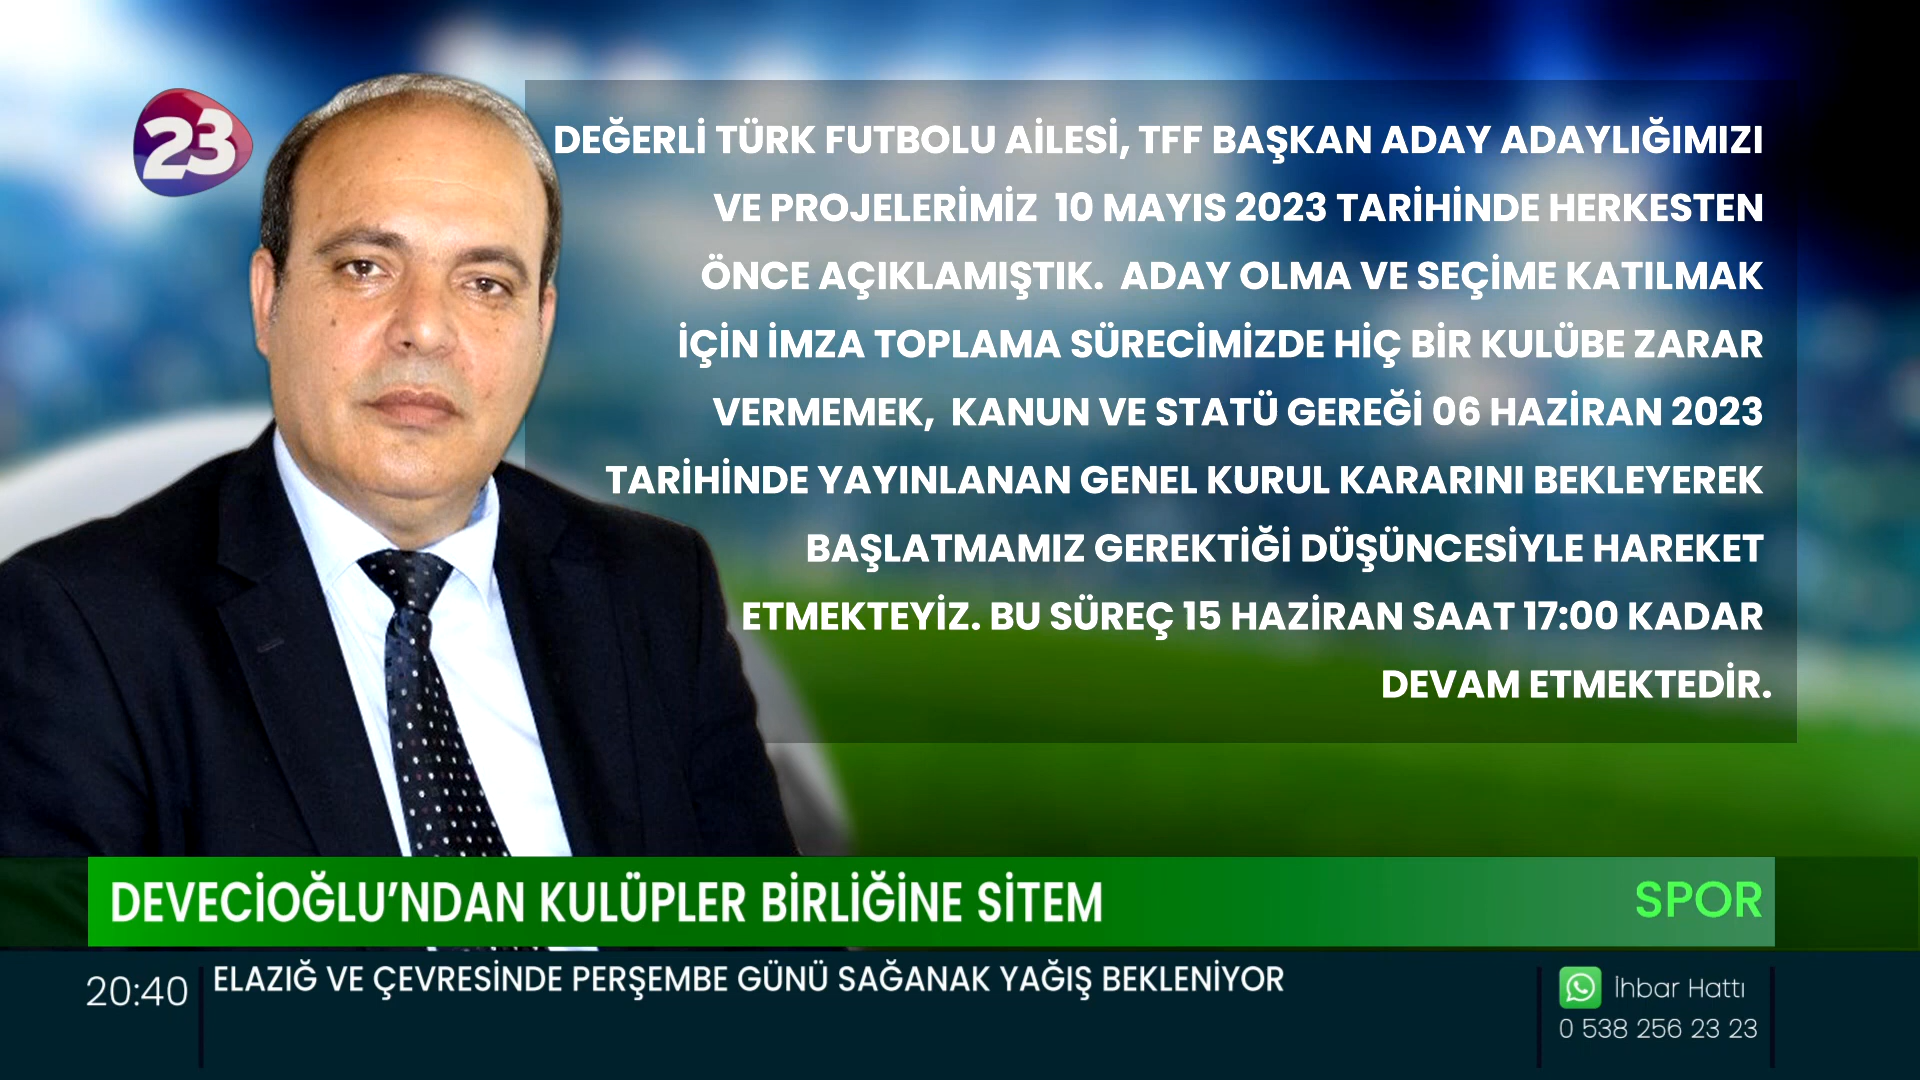 23
DEĞERLİ TÜRK FUTBOLU AİLESİ, TFF BAŞKAN ADAY ADAYLIĞIMIZI
VE PROJELERİMİZ 10 MAYIS 2023 TARİHİNDE HERKESTEN
ÖNCE AÇIKLAMIŞTIK. ADAY OLMA VE SEÇİME KATILMAK
İÇİN İMZA TOPLAMA SÜRECİMİZDE HİÇ BİR KULÜBE ZARAR
VERMEMEK, KANUN VE STATÜ GEREĞİ 06 HAZİRAN 2023
TARİHİNDE YAYINLANAN GENEL KURUL KARARINI BEKLEYEREK
BAŞLATMAMIZ GEREKTİĞİ DÜŞÜNCESİYLE HAREKET
ETMEKTEYİZ. BU SÜREÇ 15 HAZİRAN SAAT 17:00 KADAR
DEVAM ETMEKTEDİR.
DEVECİOĞLU’NDAN KULÜPLER BİRLİĞİNE SİTEM
SPOR
20:40
ELAZIĞ VE ÇEVRESİNDE PERŞEMBE GÜNÜ SAĞANAK YAĞIŞ BEKLENİYOR
İhbar Hattı
0 538 256 23 23